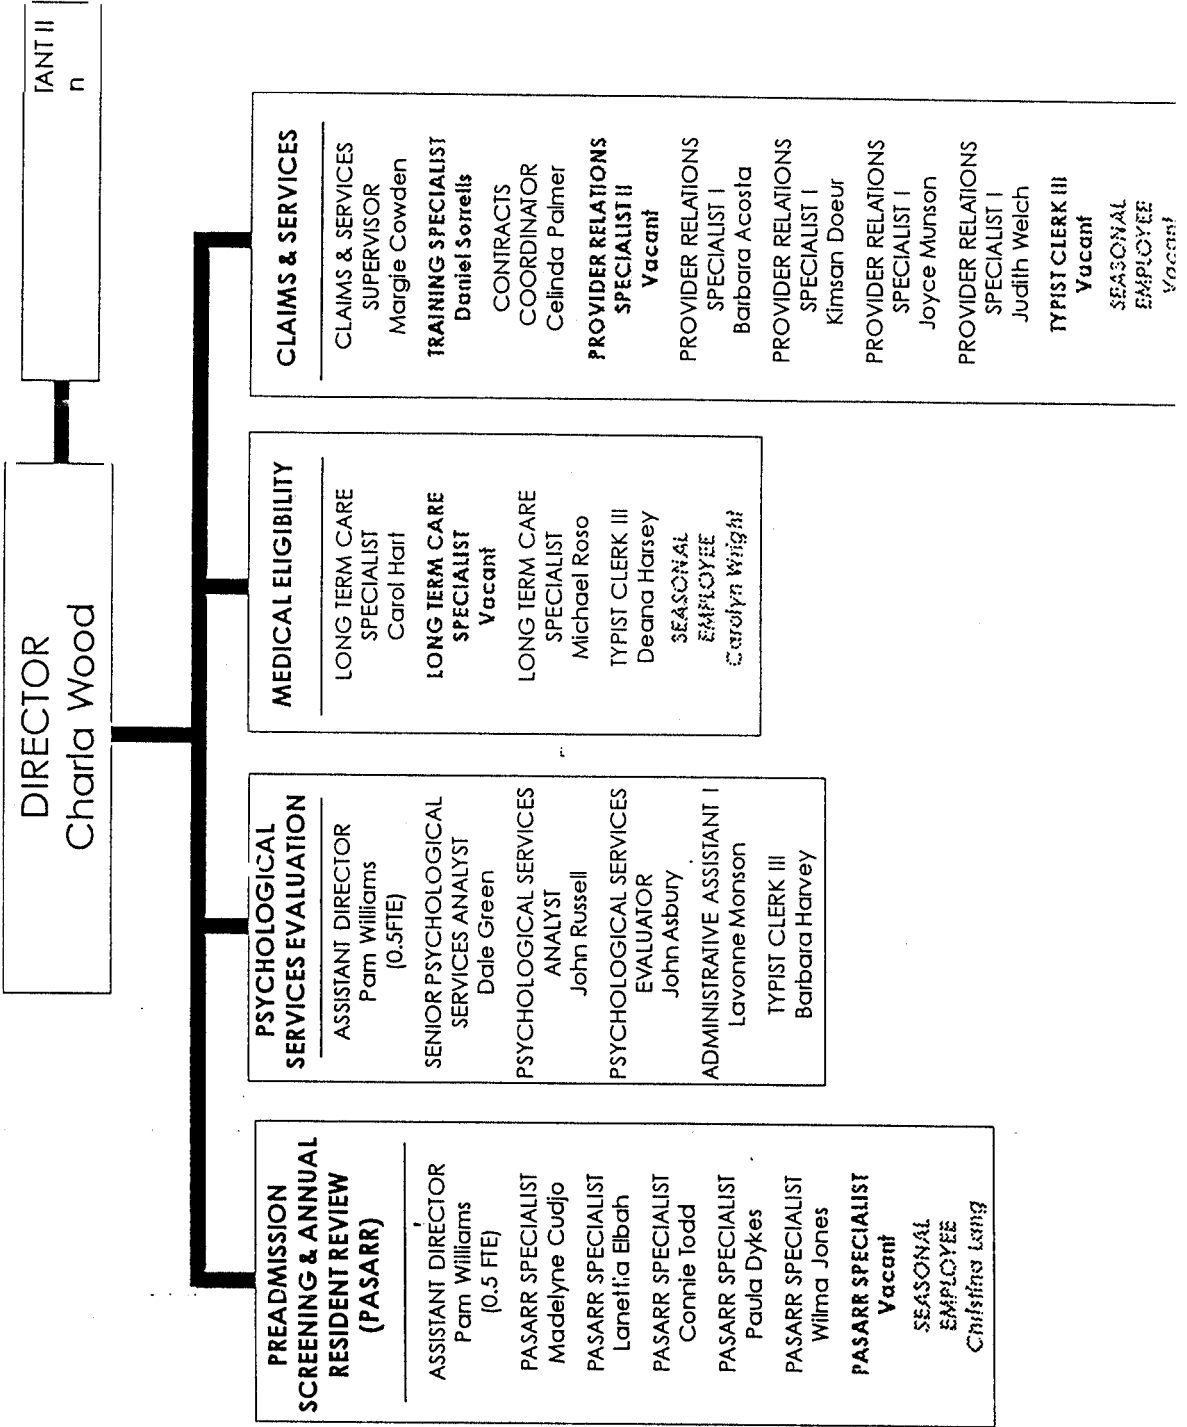 DIRECTOR
Charla Wood
TANT II
n
PREADMISSION
SCREENING & ANNUAL
RESIDENT REVIEW
(PASARR)
ASSISTANT DIRECTOR
Pam Williams
(0.5 FTE)
PASARR SPECIALIST
Madelyne Cudjo
PASARR SPECIALIST
Lanettia Elbah
PASARR SPECIALIST
Connie Todd
PASARR SPECIALIST
Paula Dykes
PASARR SPECIALIST
Wilma Jones
PASARR SPECIALIST
Vacant
SEASONAL
EMPLOYEE
Christina Lang
PSYCHOLOGICAL
SERVICES EVALUATION
ASSISTANT DIRECTOR
Pam Williams
(0.5FTE)
SENIOR PSYCHOLOGICAL
SERVICES ANALYST
Dale Green
PSYCHOLOGICAL SERVICES
ANALYST
John Russell
PSYCHOLOGICAL SERVICES
EVALUATOR
John Asbury
ADMINISTRATIVE ASSISTANT I
Lavonne Monson
TYPIST CLERK III
Barbara Harvey
MEDICAL ELIGIBILITY
LONG TERM CARE
SPECIALIST
Carol Hart
LONG TERM CARE
SPECIALIST
Vacant
LONG TERM CARE
SPECIALIST
Michael Roso
TYPIST CLERK III
Deana Harsey
SEASONAL
EMPLOYEE
Carolyn Wright
CLAIMS & SERVICES
CLAIMS & SERVICES
SUPERVISOR
Margie Cowden
TRAINING SPECIALIST
Daniel Sorrells
CONTRACTS
COORDINATOR
Celinda Palmer
PROVIDER RELATIONS
SPECIALIST II
Vacant
PROVIDER RELATIONS
SPECIALIST I
Barbara Acosta
PROVIDER RELATIONS
SPECIALIST I
Kimsan Doeur
PROVIDER RELATIONS
SPECIALIST I
Joyce Munson
PROVIDER RELATIONS
SPECIALIST I
Judith Welch
TYPIST CLERK III
Vacant
SEASONAL
EMPLOYEE
Vacant